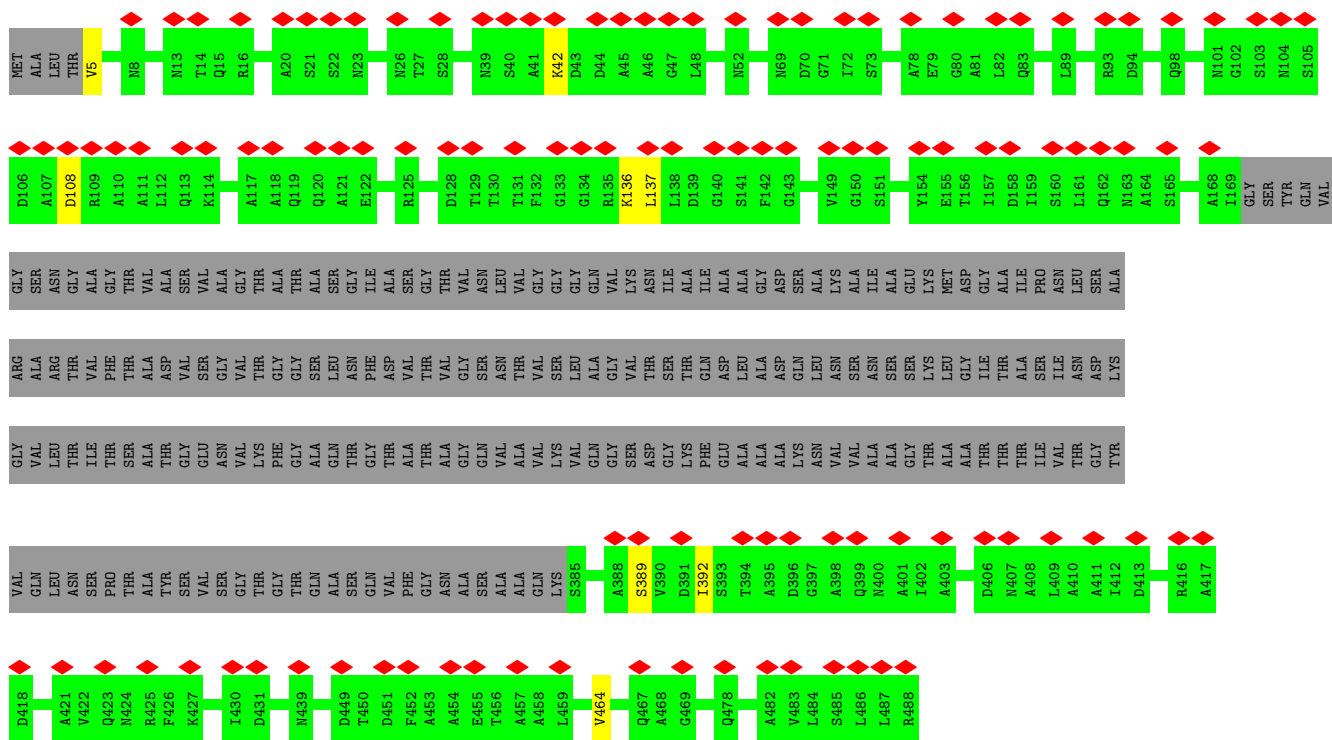 MET ALA LEU THR V5 N8 N13 T14 Q15 R16 A20 S21 S22 N23 N26 T27 S28 N39 S40 A41 K42 D43 D44 A45 A46 G47 L48 N52 N69 D70 G71 I72 S73 A78 E79 G80 A81 L82 Q83 L89 R93 D94 Q98 N101 G102 S103 N104 S105
D106 A107 D108 R109 A110 A111 L112 Q113 K114 A117 A118 Q119 Q120 A121 E122 R125 D128 T129 T130 T131 F132 G133 G134 R135 K136 L137 L138 D139 G140 S141 F142 G143 V149 G150 S151 Y154 E155 T156 I157 D158 I159 S160 L161 Q162 N163 A164 S165 A168 I169 GLY SER TYR GLN VAL
GLY SER ASN GLY ALA GLY THR VAL ALA SER VAL ALA GLY THR ALA THR ALA SER GLY ILE ALA SER GLY THR VAL ASN LEU VAL GLY GLY GLY GLN VAL LYS ASN ILE ALA ILE ALA ALA GLY ASP SER ALA LYS ALA ILE ALA GLU LYS MET ASP GLY ALA ILE PRO ASN LEU SER ALA
ARG ALA ARG THR VAL PHE THR ALA ASP VAL SER GLY VAL THR GLY GLY SER LEU ASN PHE ASP VAL THR VAL GLY SER ASN THR VAL SER LEU ALA GLY VAL THR SER THR GLN ASP LEU ALA ASP GLN LEU ASN SER ASN SER SER LYS LEU GLY ILE THR ALA SER ILE ASN ASP LYS
GLY VAL LEU THR ILE THR SER ALA THR GLY GLU ASN VAL LYS PHE GLY ALA GLN THR GLY THR ALA THR ALA GLY GLN VAL ALA VAL LYS VAL GLN GLY SER ASP GLY LYS PHE GLU ALA ALA ALA LYS ASN VAL VAL ALA ALA GLY THR ALA ALA THR THR THR ILE VAL THR GLY TYR
VAL GLN LEU ASN SER PRO THR ALA TYR SER VAL SER GLY THR GLY THR GLN ALA SER GLN VAL PHE GLY ASN ALA SER ALA ALA GLN LYS S385 A388 S389 V390 D391 I392 S393 T394 A395 D396 G397 A398 Q399 N400 A401 I402 A403 D406 N407 A408 L409 A410 A411 I412 D413 R416 A417
D418 A421 V422 Q423 N424 R425 F426 K427 I430 D431 N439 D449 T450 D451 F452 A453 A454 E455 T456 A457 A458 L459 V464 Q467 A468 G469 Q478 A482 V483 L484 S485 L486 L487 R488